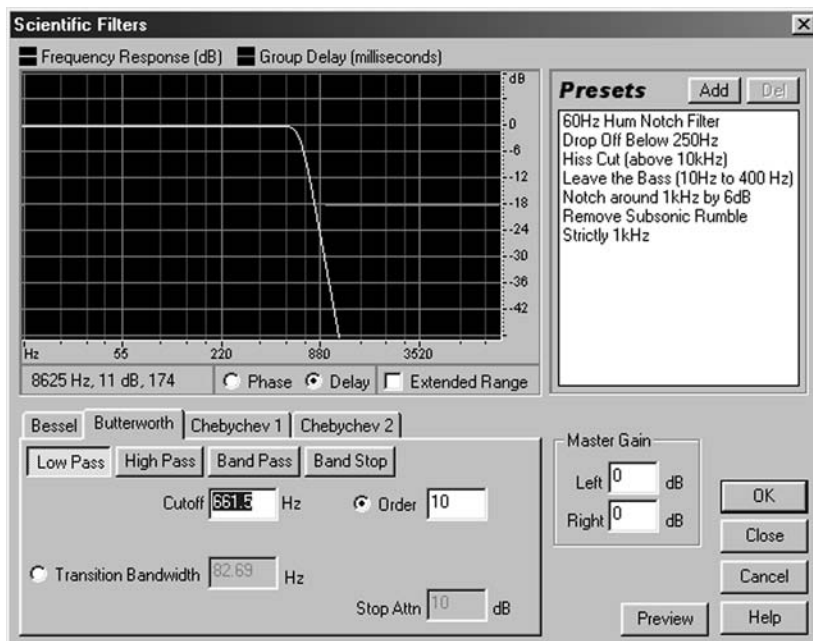 Scientific Filters
Frequency Response (dB) Group Delay (milliseconds)
dB
0
-6
-12
-18
-24
-30
-36
-42
Hz 55 220 880 3520
8625 Hz, 11 dB, 174 Phase Delay Extended Range
Presets Add Del
60Hz Hum Notch Filter
Drop Off Below 250Hz
Hiss Cut (above 10kHz)
Leave the Bass (10Hz to 400 Hz)
Notch around 1kHz by 6dB
Remove Subsonic Rumble
Strictly 1kHz
Bessel Butterworth Chebychev 1 Chebychev 2
Low Pass High Pass Band Pass Band Stop
Cutoff 661.5 Hz Order 10
Transition Bandwidth 82.69 Hz
Stop Attn 10 dB
Master Gain
Left 0 dB
Right 0 dB
OK
Close
Cancel
Preview Help